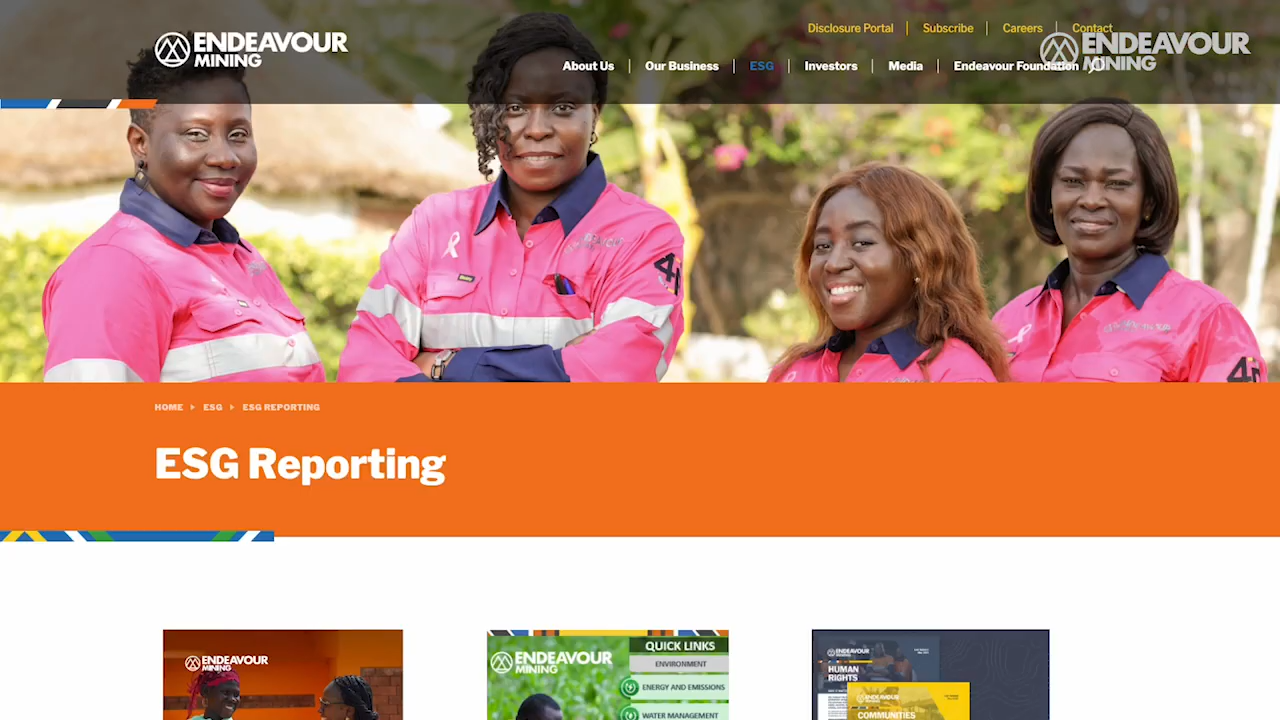 ENDEAVOUR
MINING
Disclosure Portal
Subscribe
Careers
Contact
About Us
Our Business
ESG
Investors
Media
Endeavour Foundation
ENDEAVOUR
MINING
HOME
ESG
ESG REPORTING
ESG Reporting
ENDEAVOUR
MINING
ENDEAVOUR
MINING
QUICK LINKS
ENVIRONMENT
ENERGY AND EMISSIONS
WATER MANAGEMENT
ENDEAVOUR
HUMAN
RIGHTS
ENDEAVOUR
COMMUNITIES